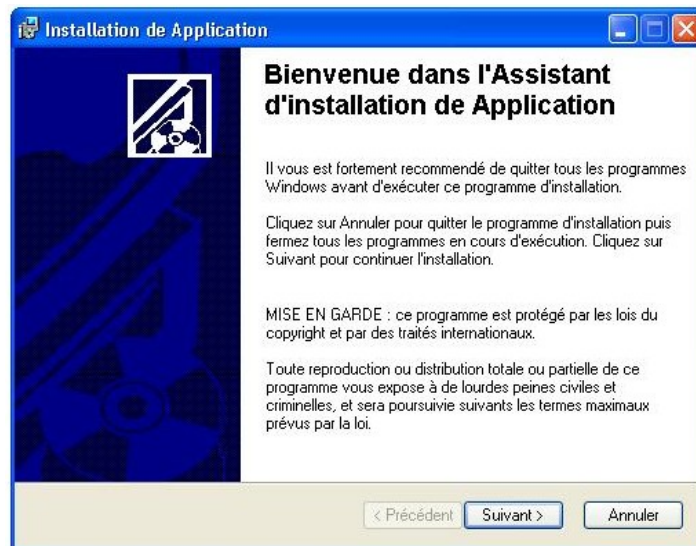 Installation de Application
Bienvenue dans l'Assistant
d'installation de Application
Il vous est fortement recommandé de quitter tous les programmes
Windows avant d'exécuter ce programme d'installation.
Cliquez sur Annuler pour quitter le programme d'installation puis
fermez tous les programmes en cours d'exécution. Cliquez sur
Suivant pour continuer l'installation.
MISE EN GARDE : ce programme est protégé par les lois du
copyright et par des traités internationaux.
Toute reproduction ou distribution totale ou partielle de ce
programme vous expose à de lourdes peines civiles et
criminelles, et sera poursuivie suivants les termes maximaux
prévus par la loi.
< Précédent Suivant > Annuler